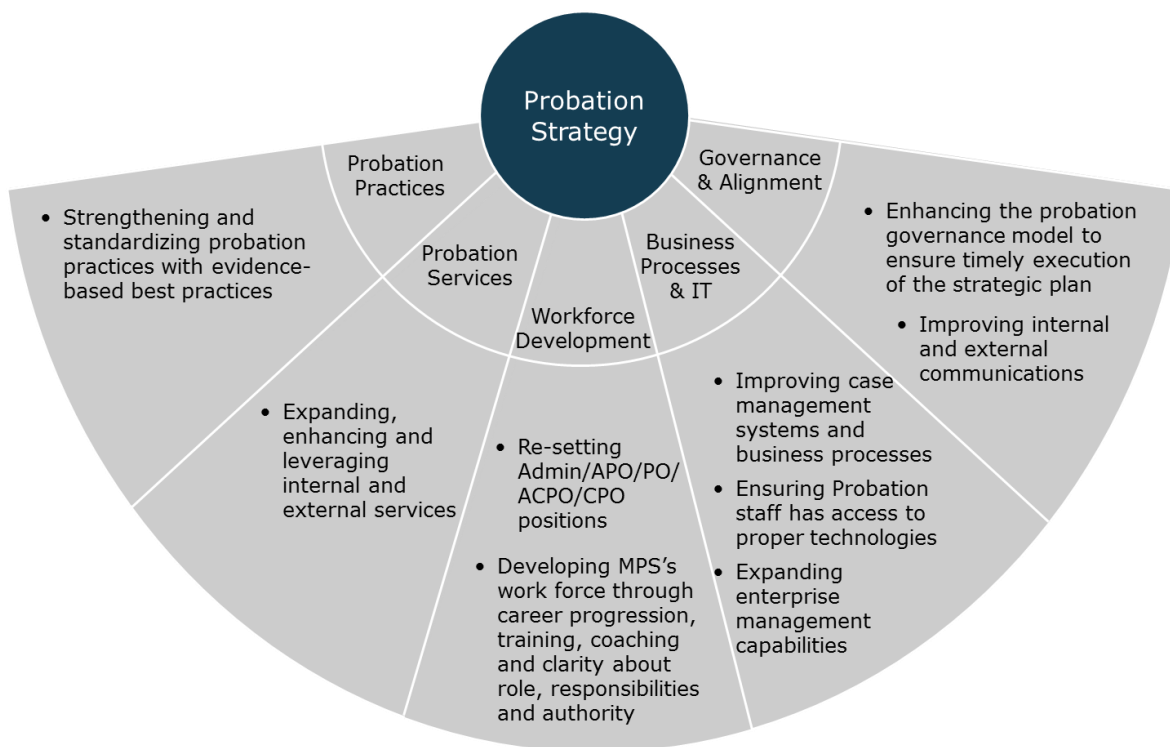 Probation
Strategy
Probation
Practices
• Strengthening and
standardizing probation
practices with evidence-
based best practices
Probation
Services
• Expanding,
enhancing and
leveraging
internal and
external services
Workforce
Development
• Re-setting
Admin/APO/PO/
ACPO/CPO
positions
• Developing MPS’s
work force through
career progression,
training, coaching
and clarity about
role, responsibilities
and authority
Business
Processes
& IT
• Improving case
management
systems and
business processes
• Ensuring Probation
staff has access to
proper technologies
• Expanding
enterprise
management
capabilities
Governance
& Alignment
• Enhancing the probation
governance model to
ensure timely execution
of the strategic plan
• Improving internal
and external
communications